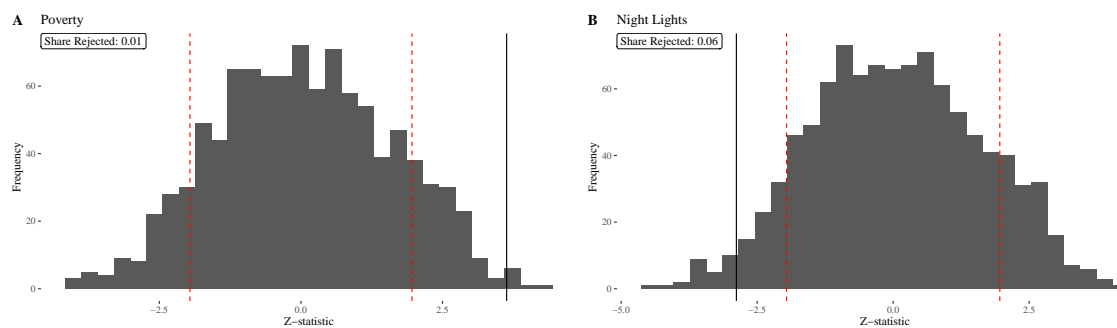 A Poverty
Share Rejected: 0.01
Frequency
60
40
20
0
−2.5 0.0 2.5
Z−statistic
B Night Lights
Share Rejected: 0.06
Frequency
60
40
20
0
−5.0 −2.5 0.0 2.5
Z−statistic